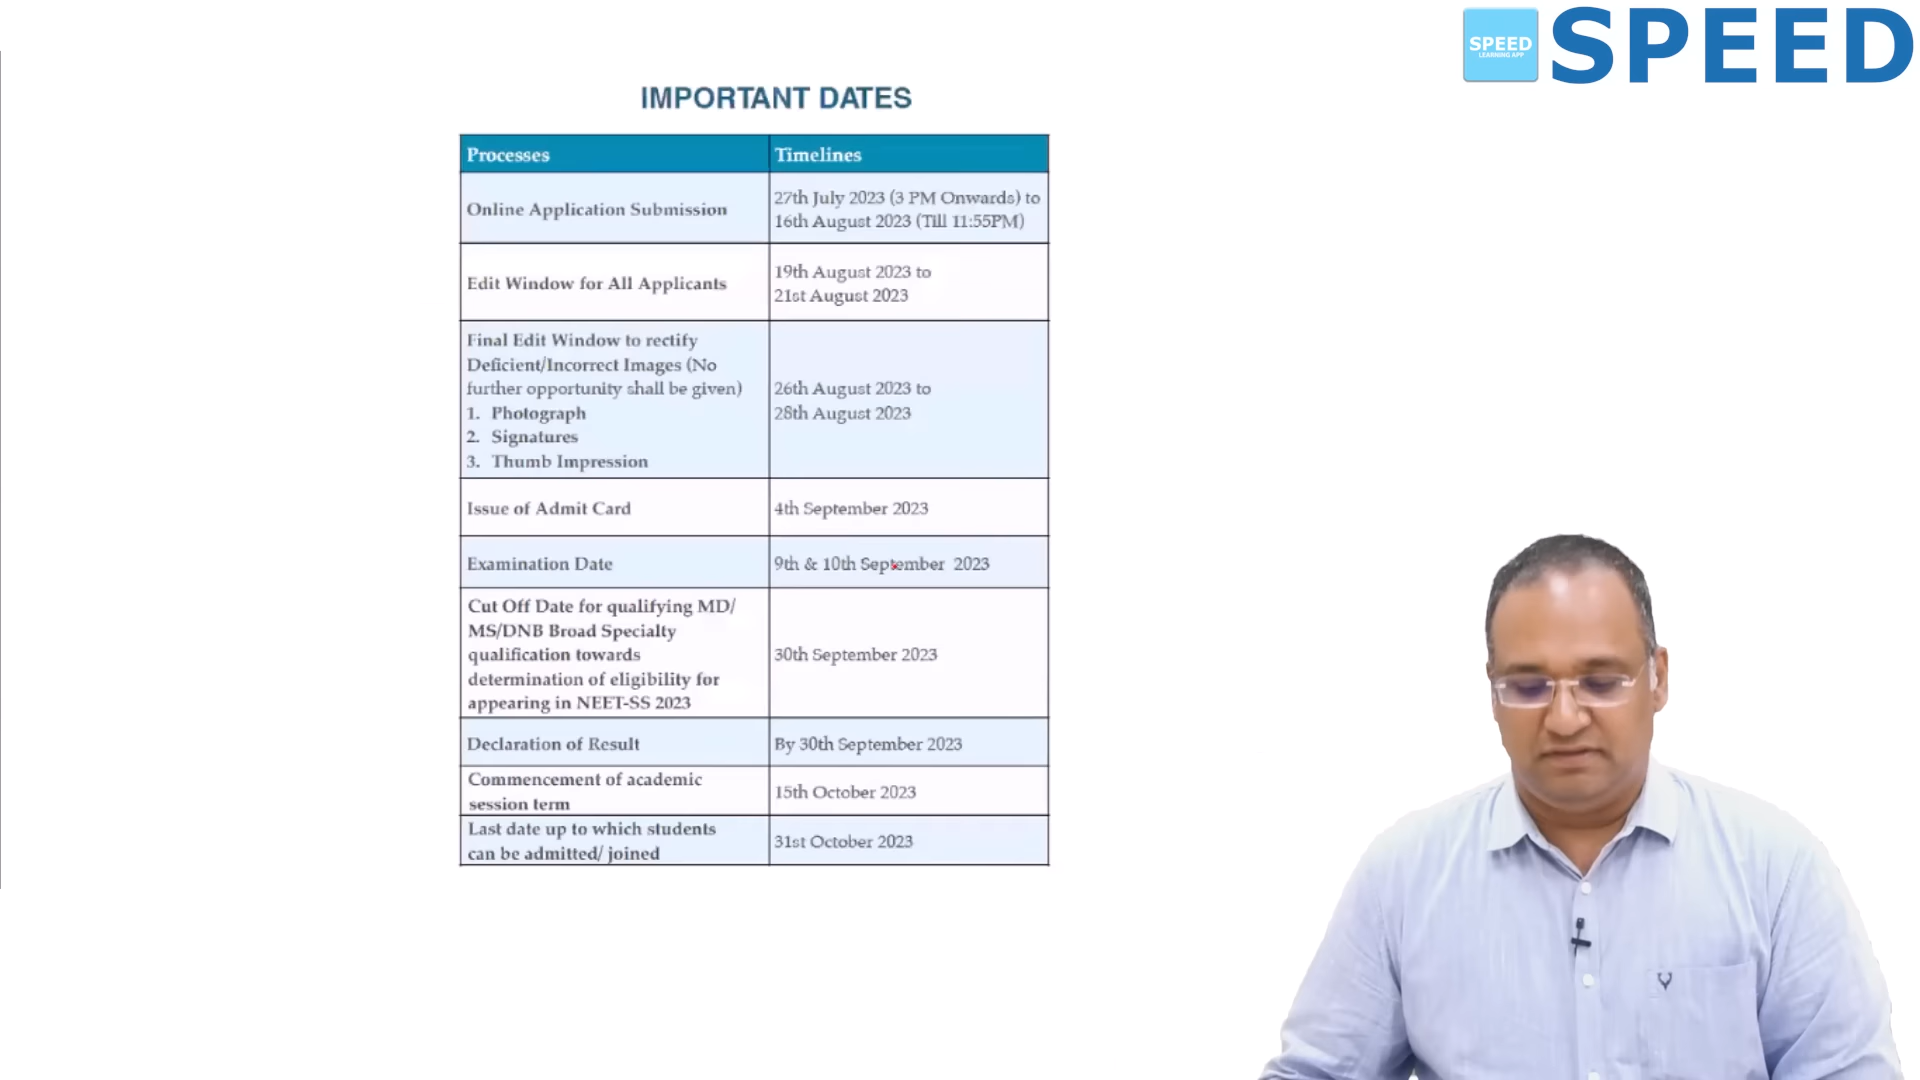 SPEED
LEARNING APP
SPEED
IMPORTANT DATES
Processes
Timelines
Online Application Submission
27th July 2023 (3 PM Onwards) to
16th August 2023 (Till 11:55PM)
Edit Window for All Applicants
19th August 2023 to
21st August 2023
Final Edit Window to rectify
Deficient/Incorrect Images (No
further opportunity shall be given)
1. Photograph
2. Signatures
3. Thumb Impression
26th August 2023 to
28th August 2023
Issue of Admit Card
4th September 2023
Examination Date
9th & 10th September 2023
Cut Off Date for qualifying MD/
MS/DNB Broad Specialty
qualification towards
determination of eligibility for
appearing in NEET-SS 2023
30th September 2023
Declaration of Result
By 30th September 2023
Commencement of academic
session term
15th October 2023
Last date up to which students
can be admitted/ joined
31st October 2023